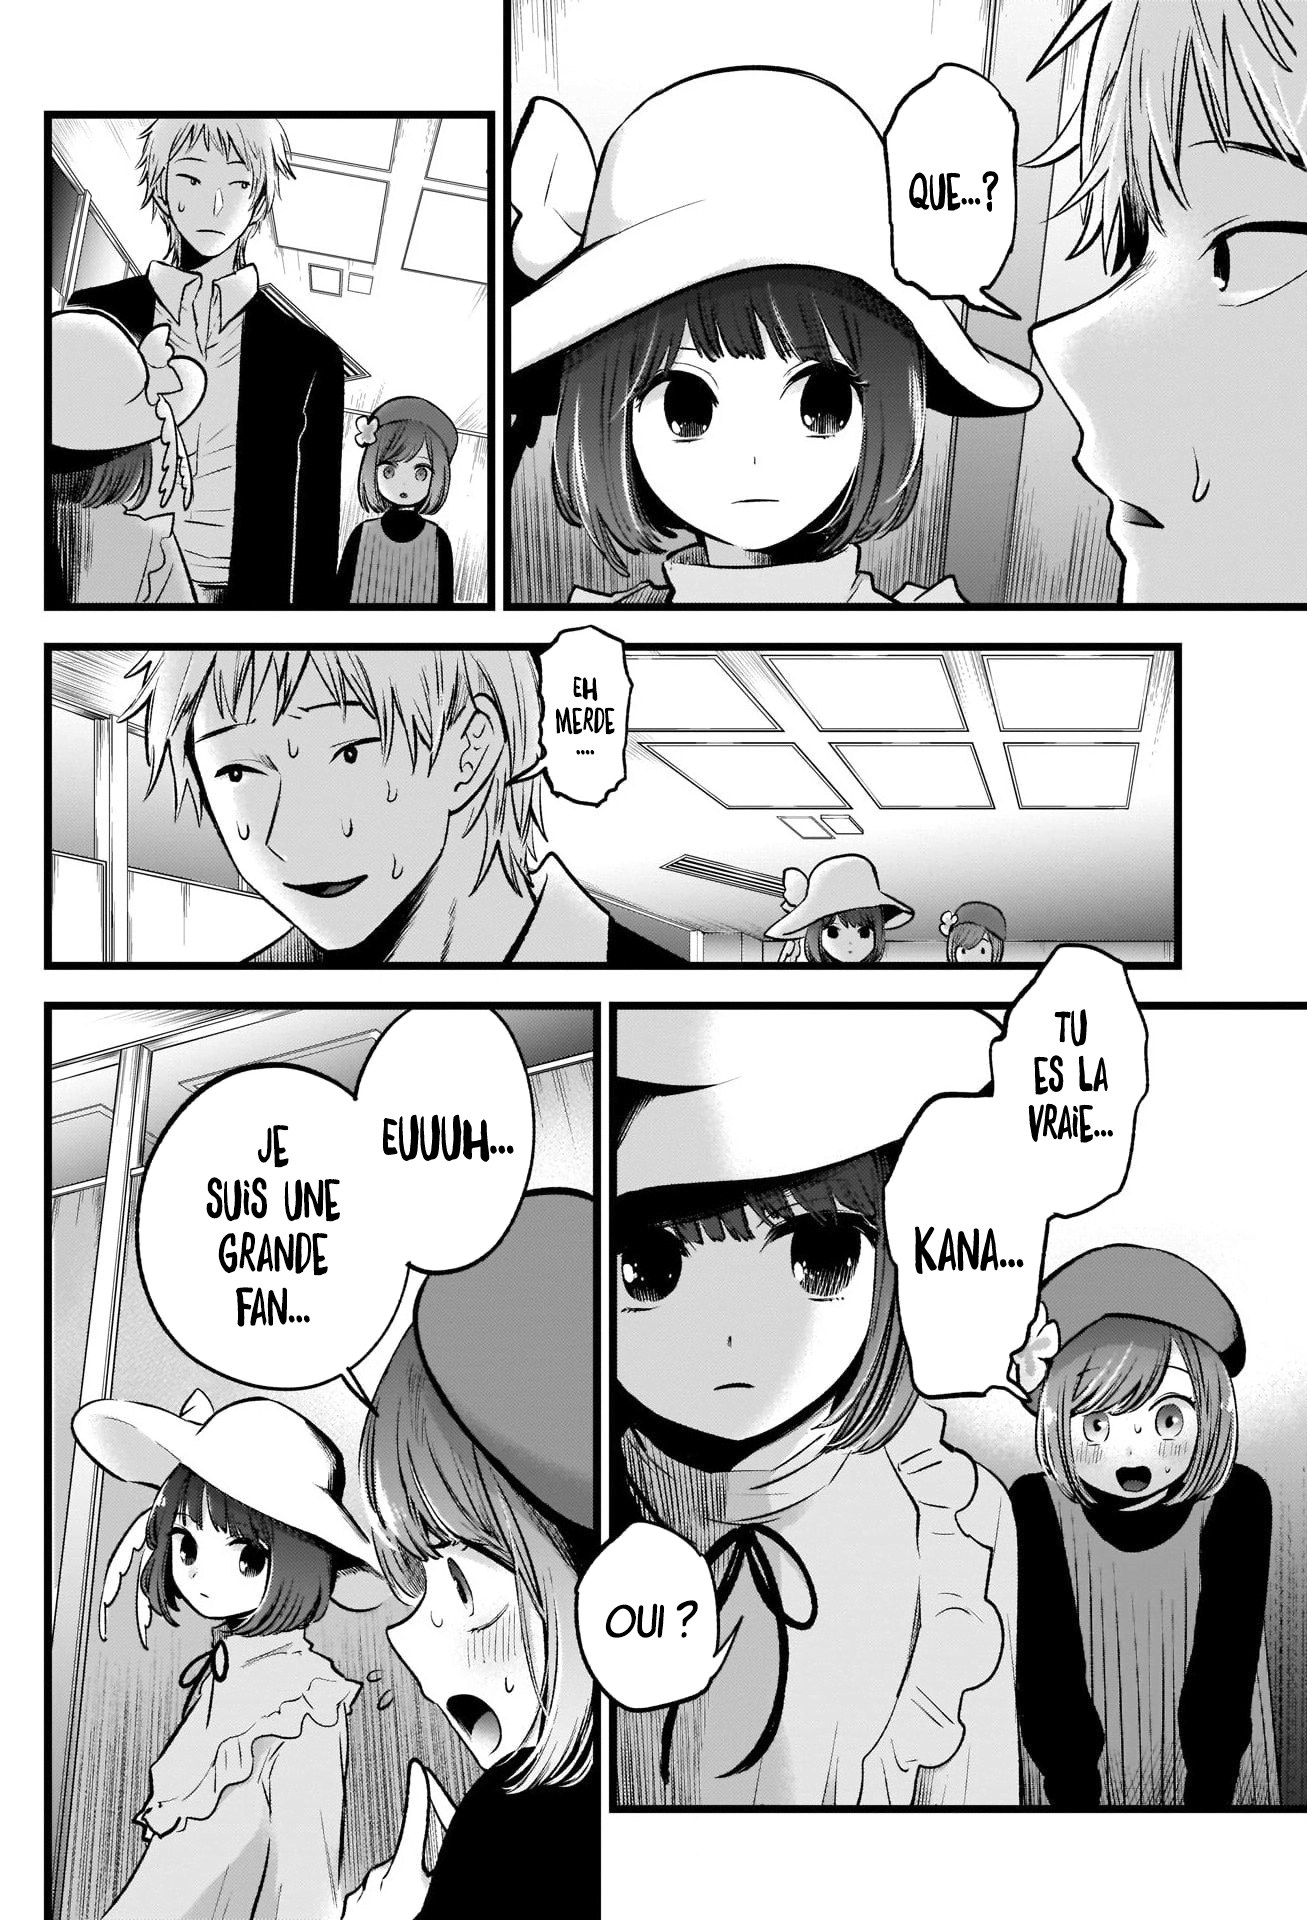 QUE...?
EH
MERDE
....
TU
ES LA
VRAIE...
KANA...
OUI ?
EUUUH...
JE
SUIS UNE
GRANDE
FAN...